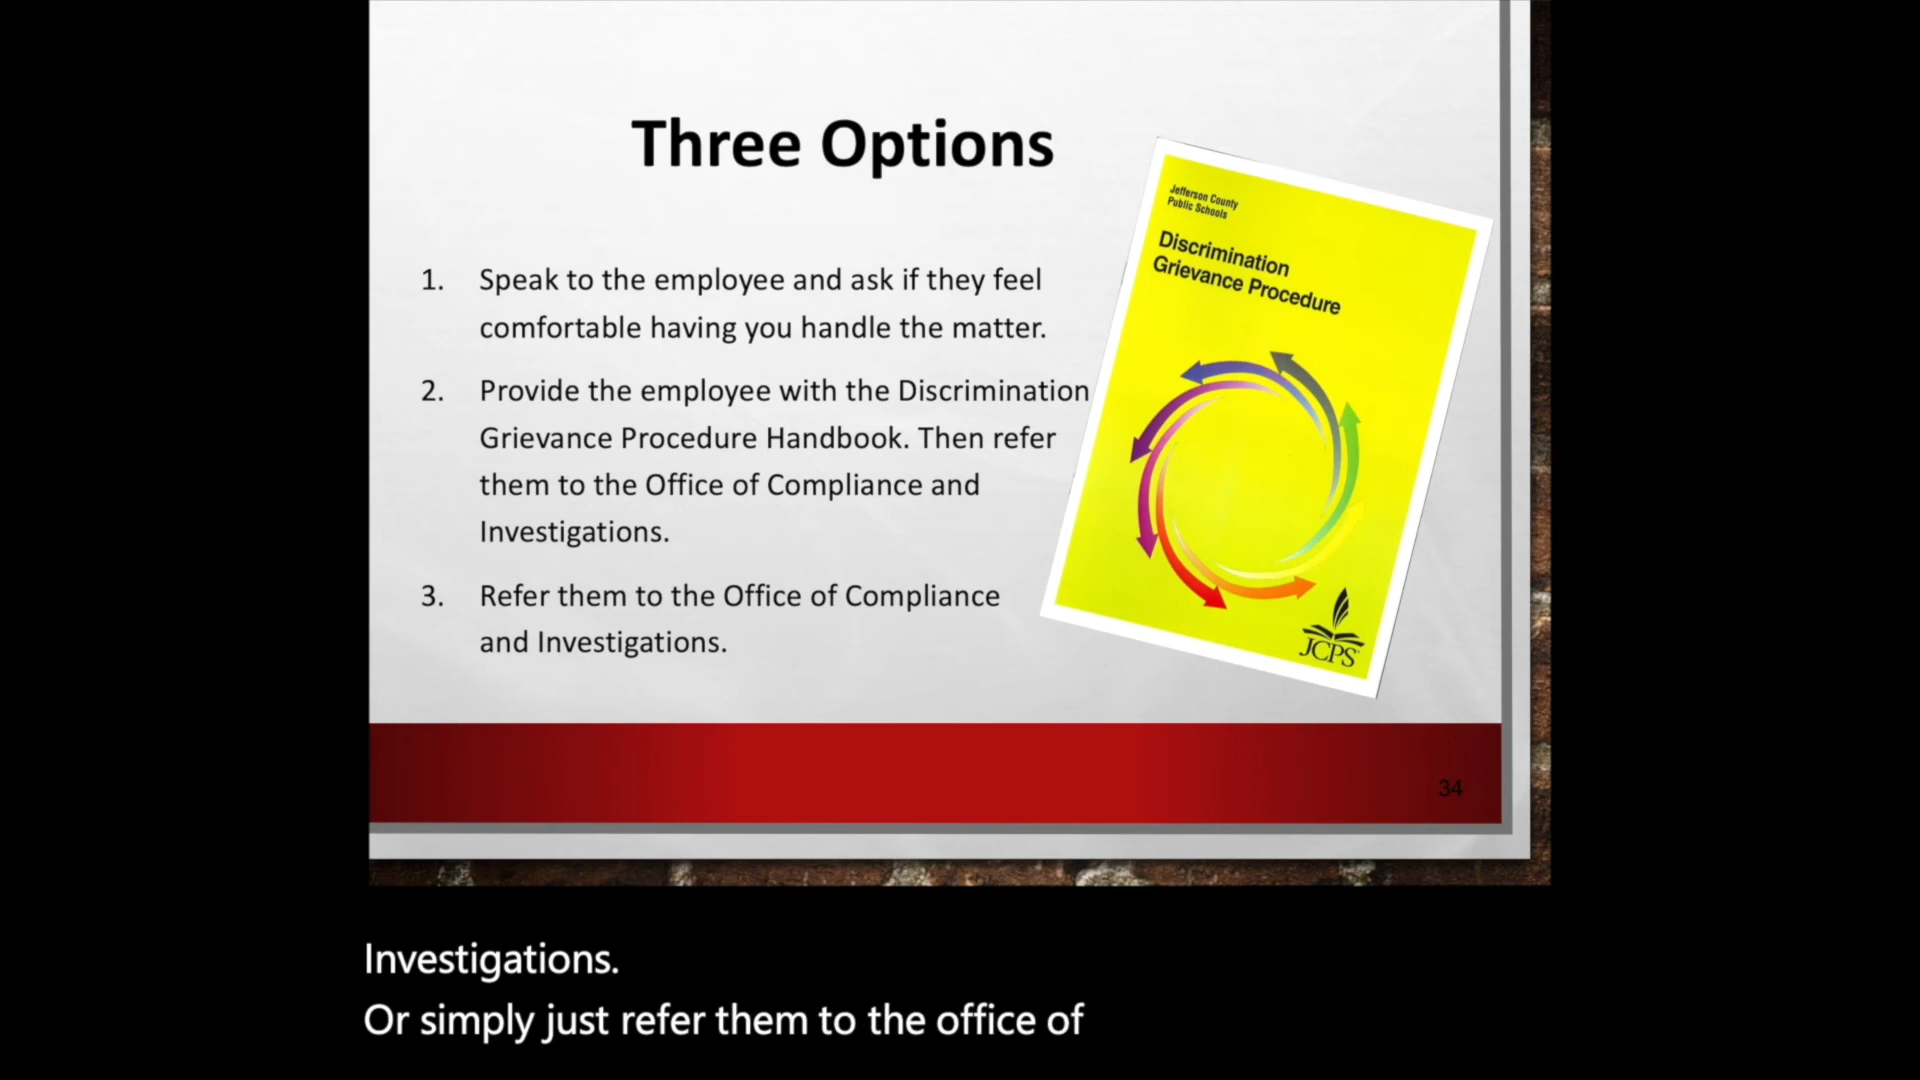 Three Options
1. Speak to the employee and ask if they feel
comfortable having you handle the matter.
2. Provide the employee with the Discrimination
Grievance Procedure Handbook. Then refer
them to the Office of Compliance and
Investigations.
3. Refer them to the Office of Compliance
and Investigations.
Jefferson County
Public Schools
Discrimination
Grievance Procedure
JCPS
34
Investigations.
Or simply just refer them to the office of